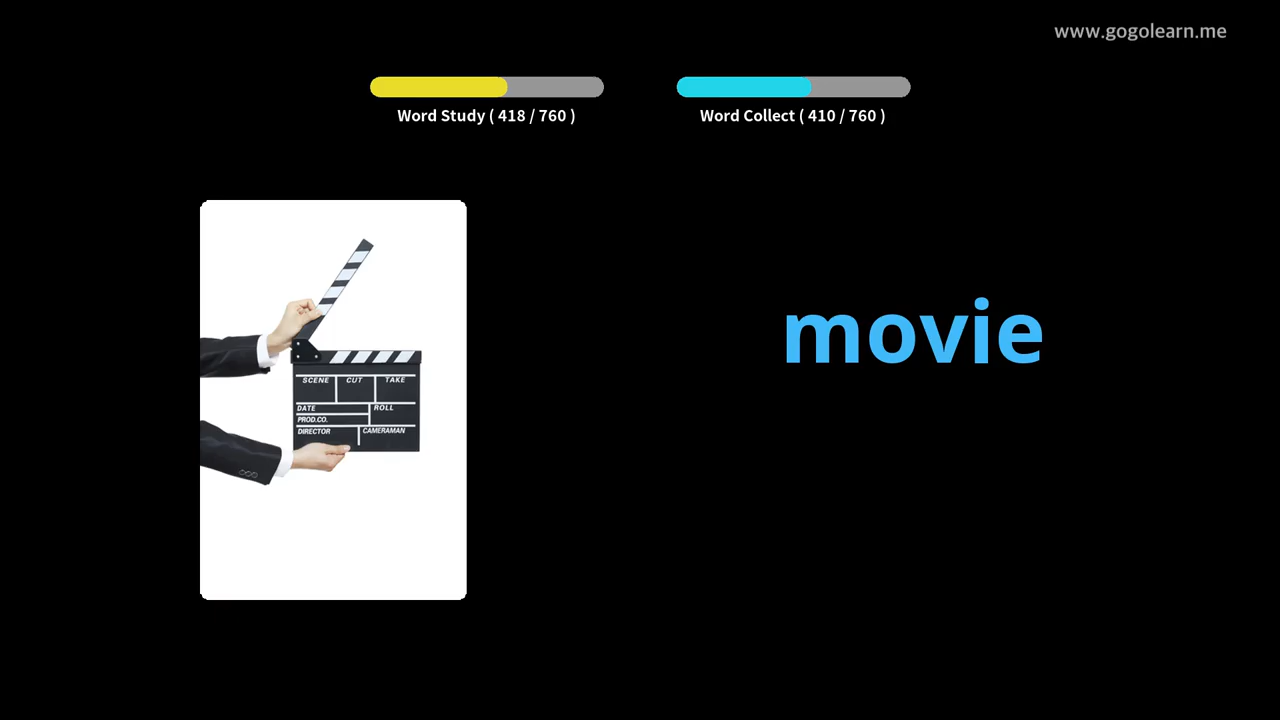 www.gogolearn.me
Word Study ( 418 / 760 )
Word Collect ( 410 / 760 )
movie
SCENE CUT TAKE
DATE ROLL
PROD.CO.
DIRECTOR CAMERAMAN